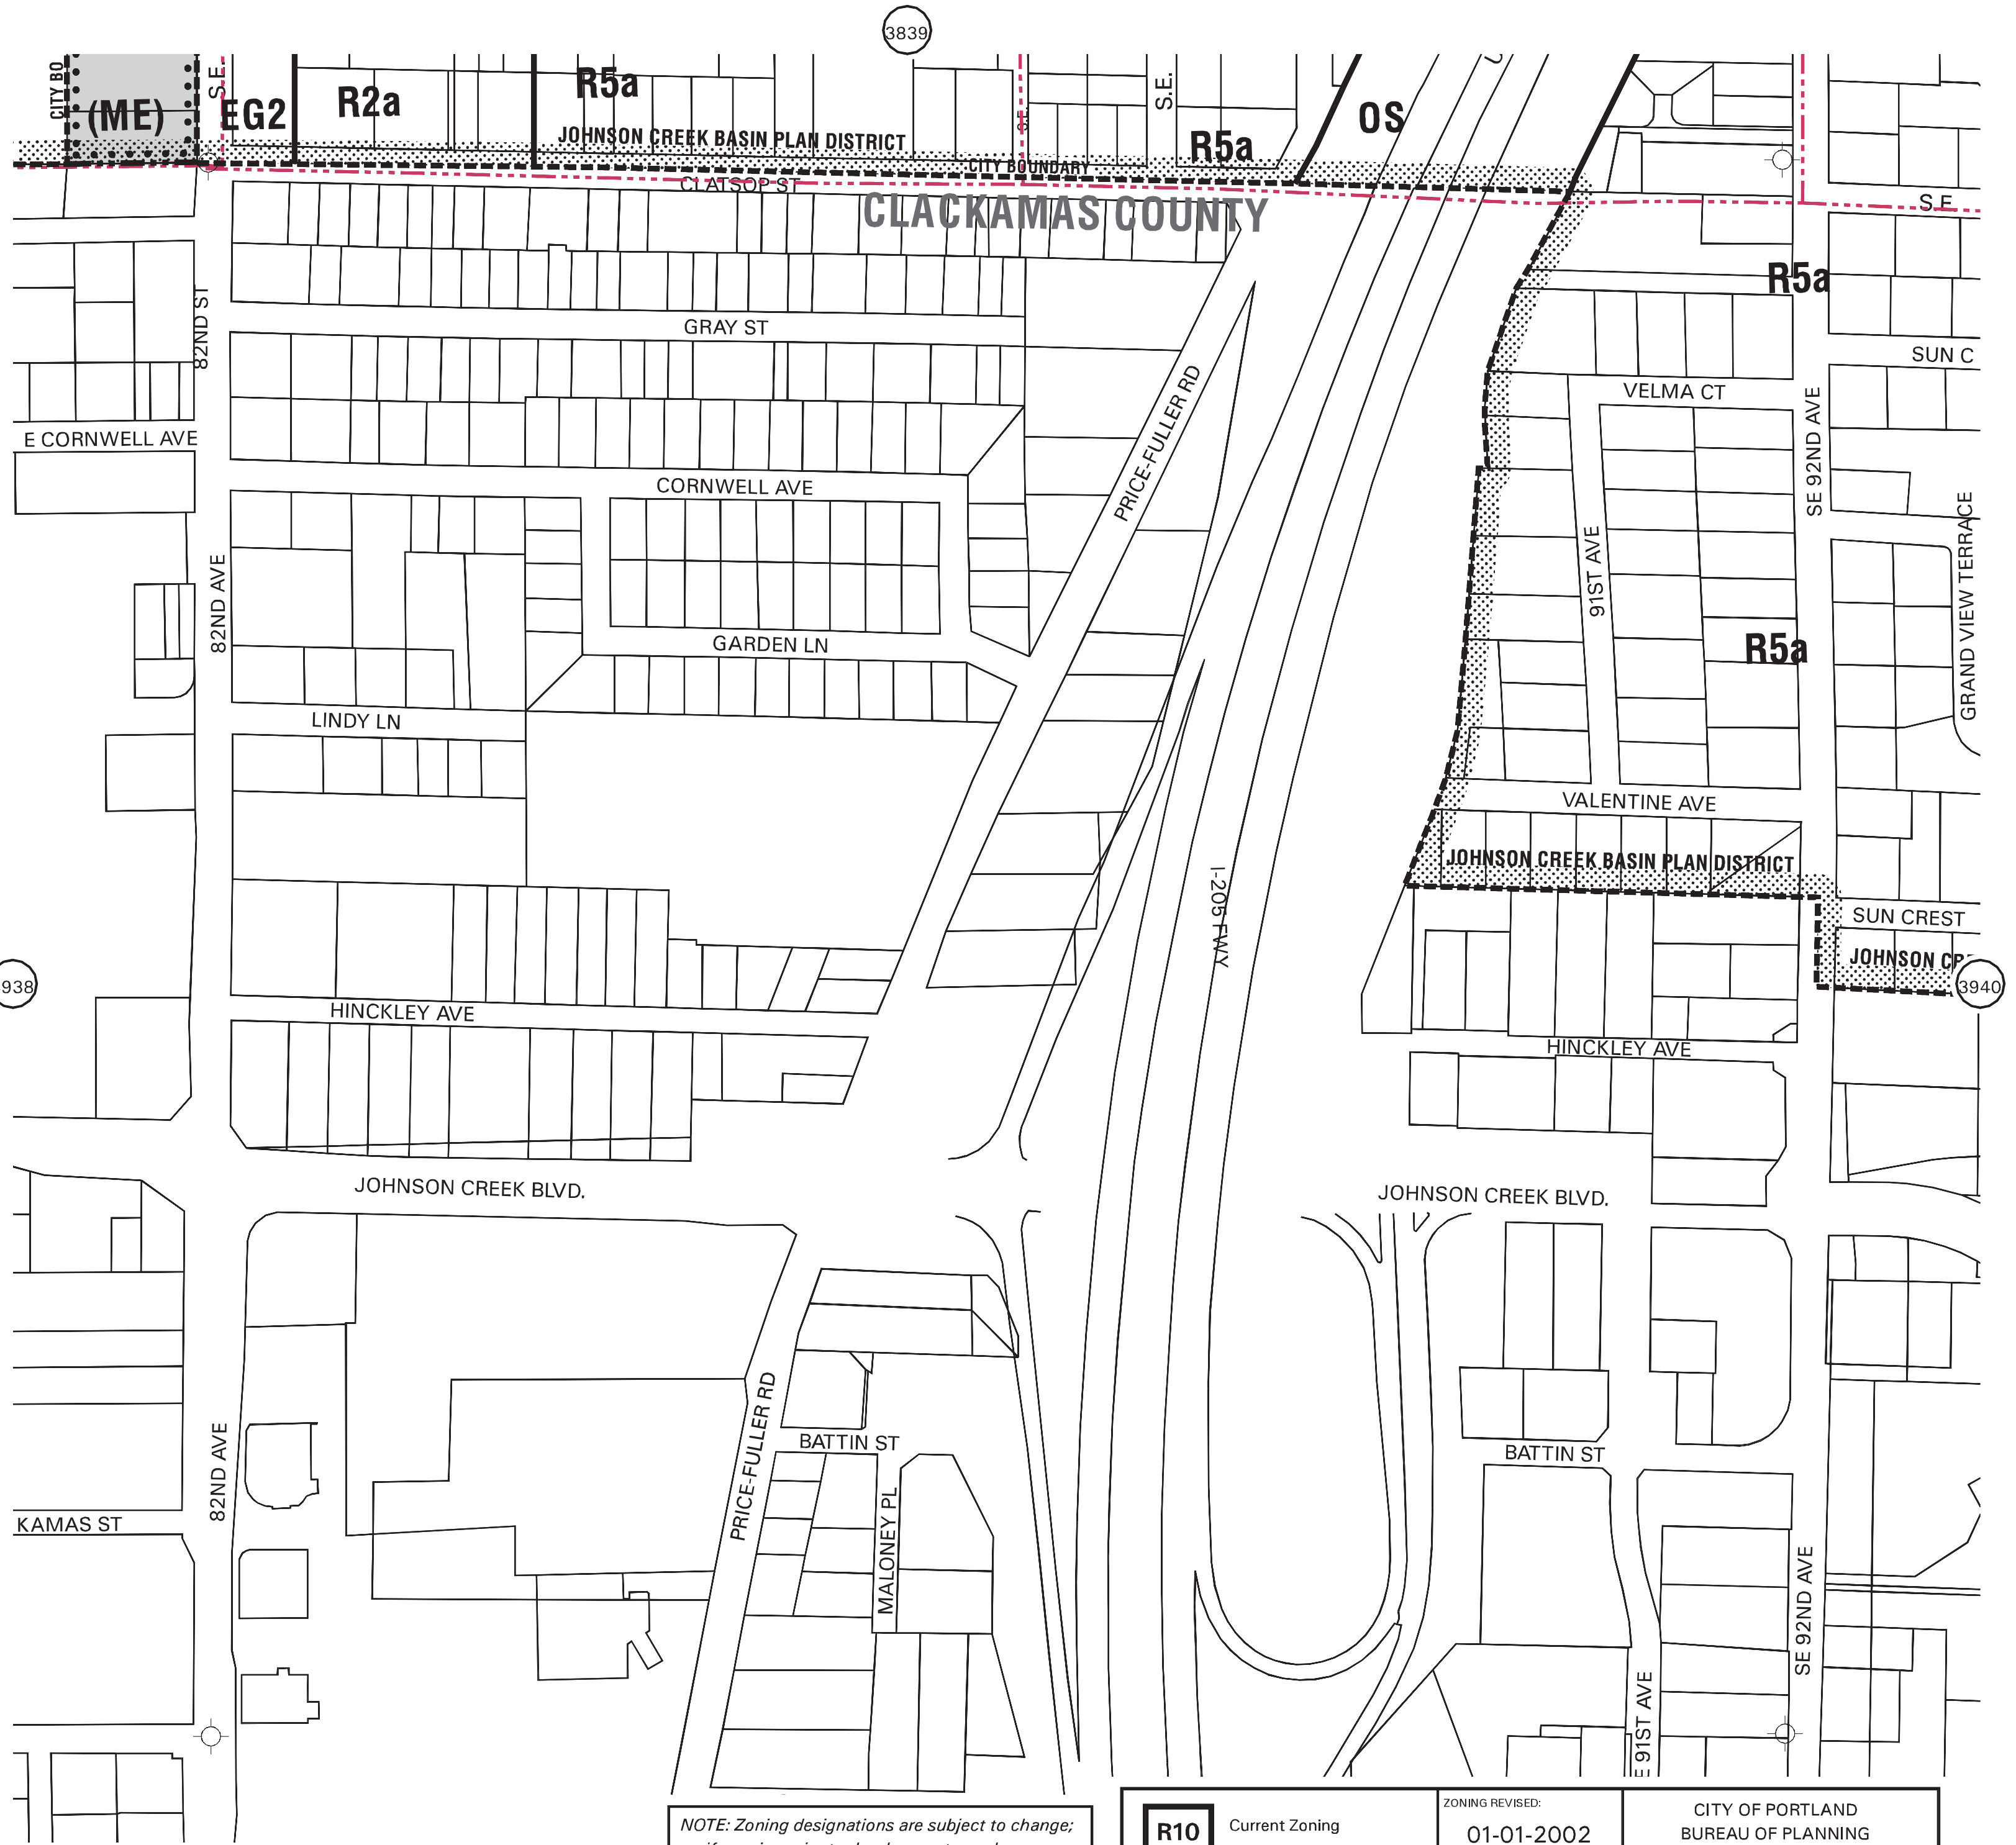 3839
CITY BO
(ME)
S.E.
EG2
R2a
R5a
JOHNSON CREEK BASIN PLAN DISTRICT
S.E.
R5a
OS
CITY BOUNDARY
CLATSOP ST
CLACKAMAS COUNTY
S.E
R5a
82ND ST
GRAY ST
SUN C
VELMA CT
PRICE-FULLER RD
SE 92ND AVE
E CORNWELL AVE
CORNWELL AVE
GRAND VIEW TERRACE
82ND AVE
91ST AVE
GARDEN LN
R5a
LINDY LN
VALENTINE AVE
JOHNSON CREEK BASIN PLAN DISTRICT
I-205 FWY
SUN CREST
JOHNSON CR
938
3940
HINCKLEY AVE
HINCKLEY AVE
JOHNSON CREEK BLVD.
JOHNSON CREEK BLVD.
PRICE-FULLER RD
BATTIN ST
BATTIN ST
82ND AVE
KAMAS ST
MALONEY PL
SE 92ND AVE
E 91ST AVE
NOTE: Zoning designations are subject to change;
R10
Current Zoning
ZONING REVISED:
01-01-2002
CITY OF PORTLAND
BUREAU OF PLANNING